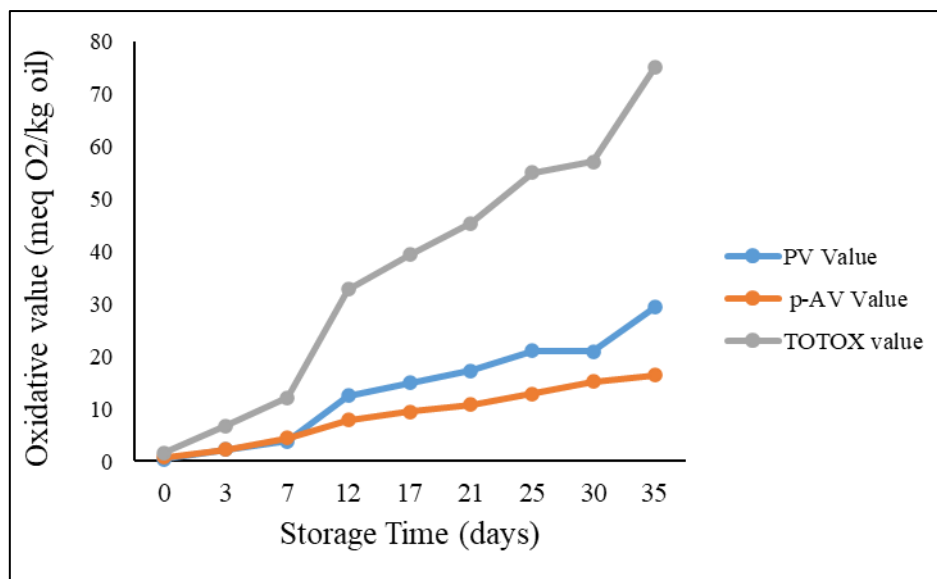 Oxidative value (meq O2/kg oil)
80
70
60
50
40
30
20
10
0
0 3 7 12 17 21 25 30 35
Storage Time (days)
PV Value
p-AV Value
TOTOX value